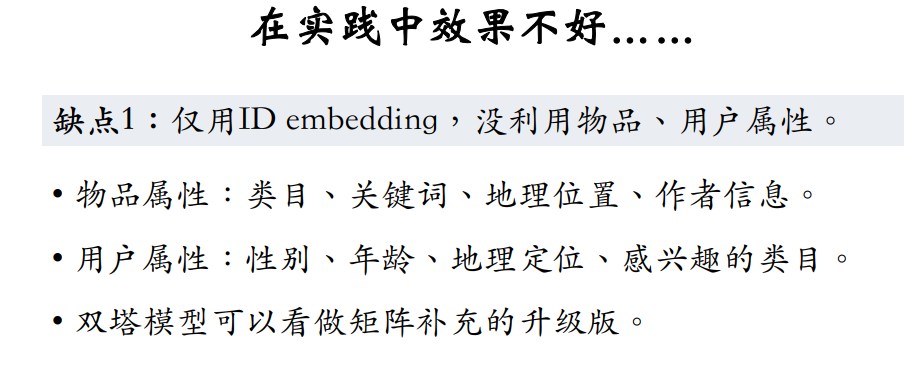 在实践中效果不好……
缺点1：仅用ID embedding，没利用物品、用户属性。
• 物品属性：类目、关键词、地理位置、作者信息。
• 用户属性：性别、年龄、地理定位、感兴趣的类目。
• 双塔模型可以看做矩阵补充的升级版。